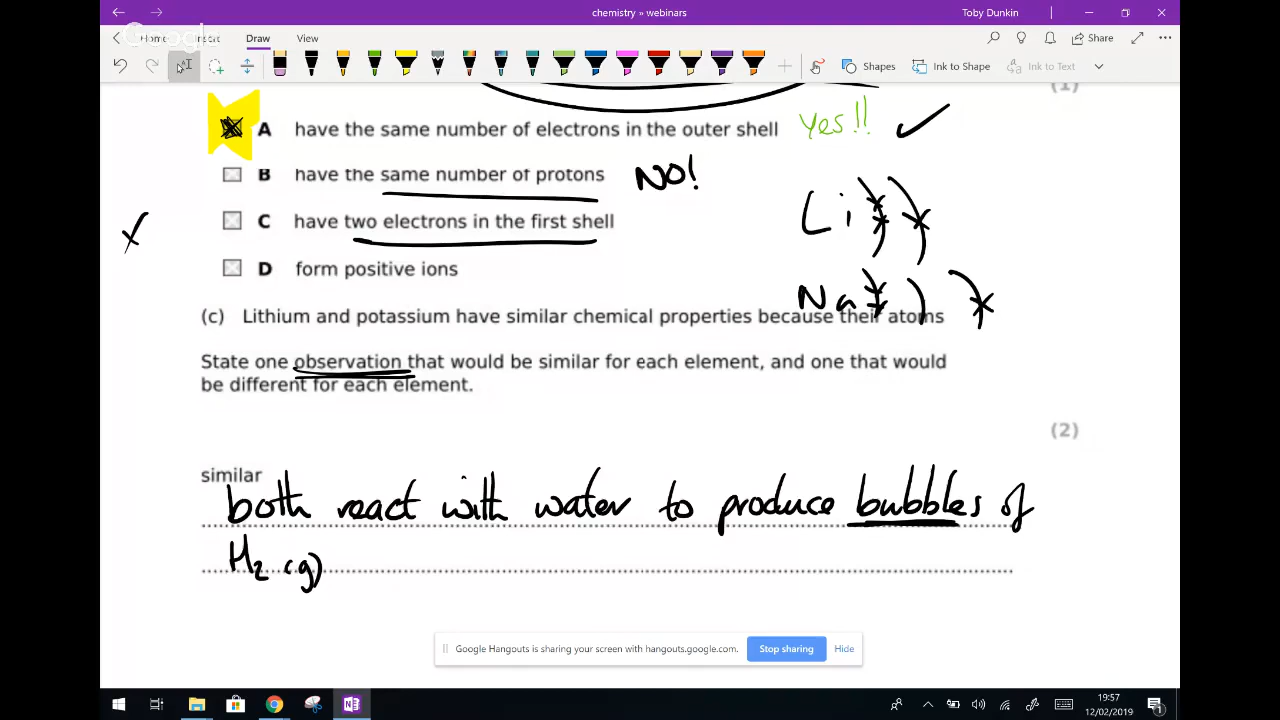 chemistry » webinars
Toby Dunkin
Google
Home Insert Draw View
Share
Shapes Ink to Shape Ink to Text
(1)
A have the same number of electrons in the outer shell Yes!!
B have the same number of protons NO!
C have two electrons in the first shell
Li
D form positive ions
Na
(c) Lithium and potassium have similar chemical properties because their atoms
State one observation that would be similar for each element, and one that would
be different for each element.
(2)
similar
both react with water to produce bubbles of
H2 (g)
Google Hangouts is sharing your screen with hangouts.google.com. Stop sharing Hide
19:57
12/02/2019